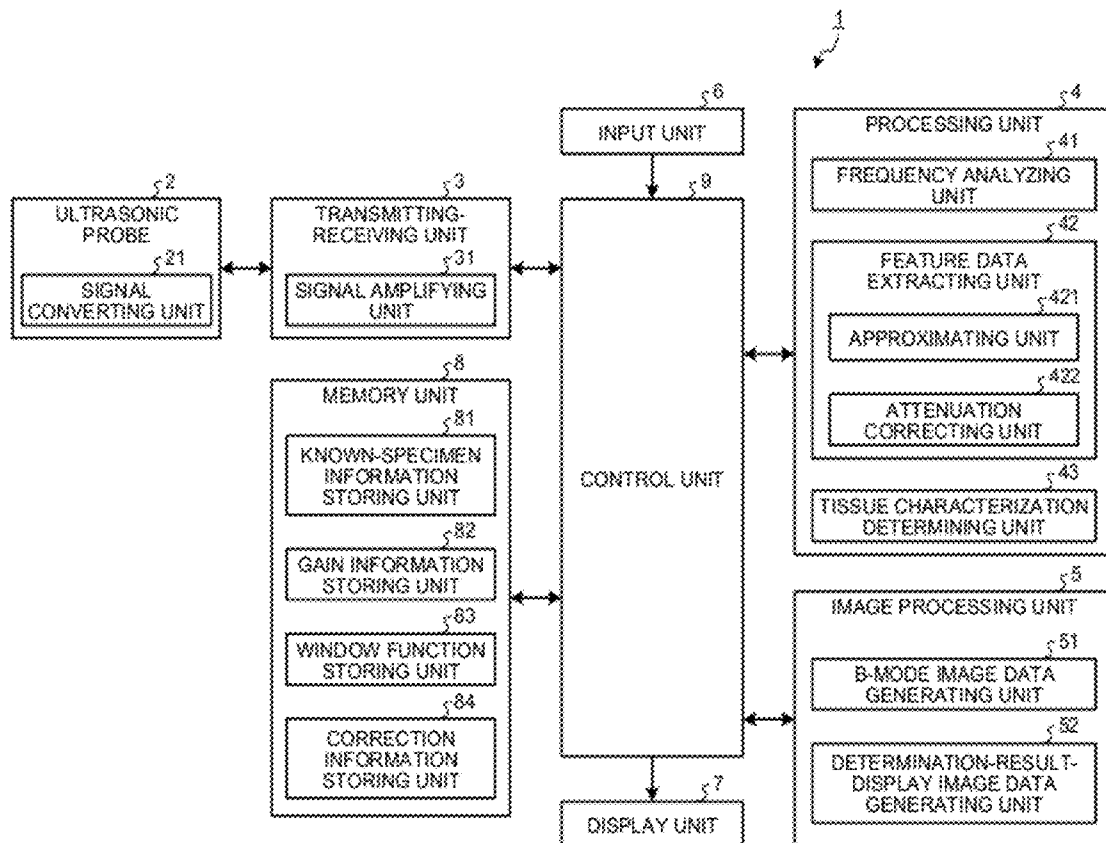 1
6
INPUT UNIT
2
ULTRASONIC
PROBE
21
SIGNAL
CONVERTING UNIT
3
TRANSMITTING-
RECEIVING UNIT
31
SIGNAL AMPLIFYING
UNIT
8
MEMORY UNIT
81
KNOWN-SPECIMEN
INFORMATION
STORING UNIT
82
GAIN INFORMATION
STORING UNIT
83
WINDOW FUNCTION
STORING UNIT
84
CORRECTION
INFORMATION
STORING UNIT
9
CONTROL UNIT
7
DISPLAY UNIT
4
PROCESSING UNIT
41
FREQUENCY ANALYZING
UNIT
42
FEATURE DATA
EXTRACTING UNIT
421
APPROXIMATING UNIT
422
ATTENUATION
CORRECTING UNIT
43
TISSUE CHARACTERIZATION
DETERMINING UNIT
5
IMAGE PROCESSING UNIT
51
B-MODE IMAGE DATA
GENERATING UNIT
52
DETERMINATION-RESULT-
DISPLAY IMAGE DATA
GENERATING UNIT